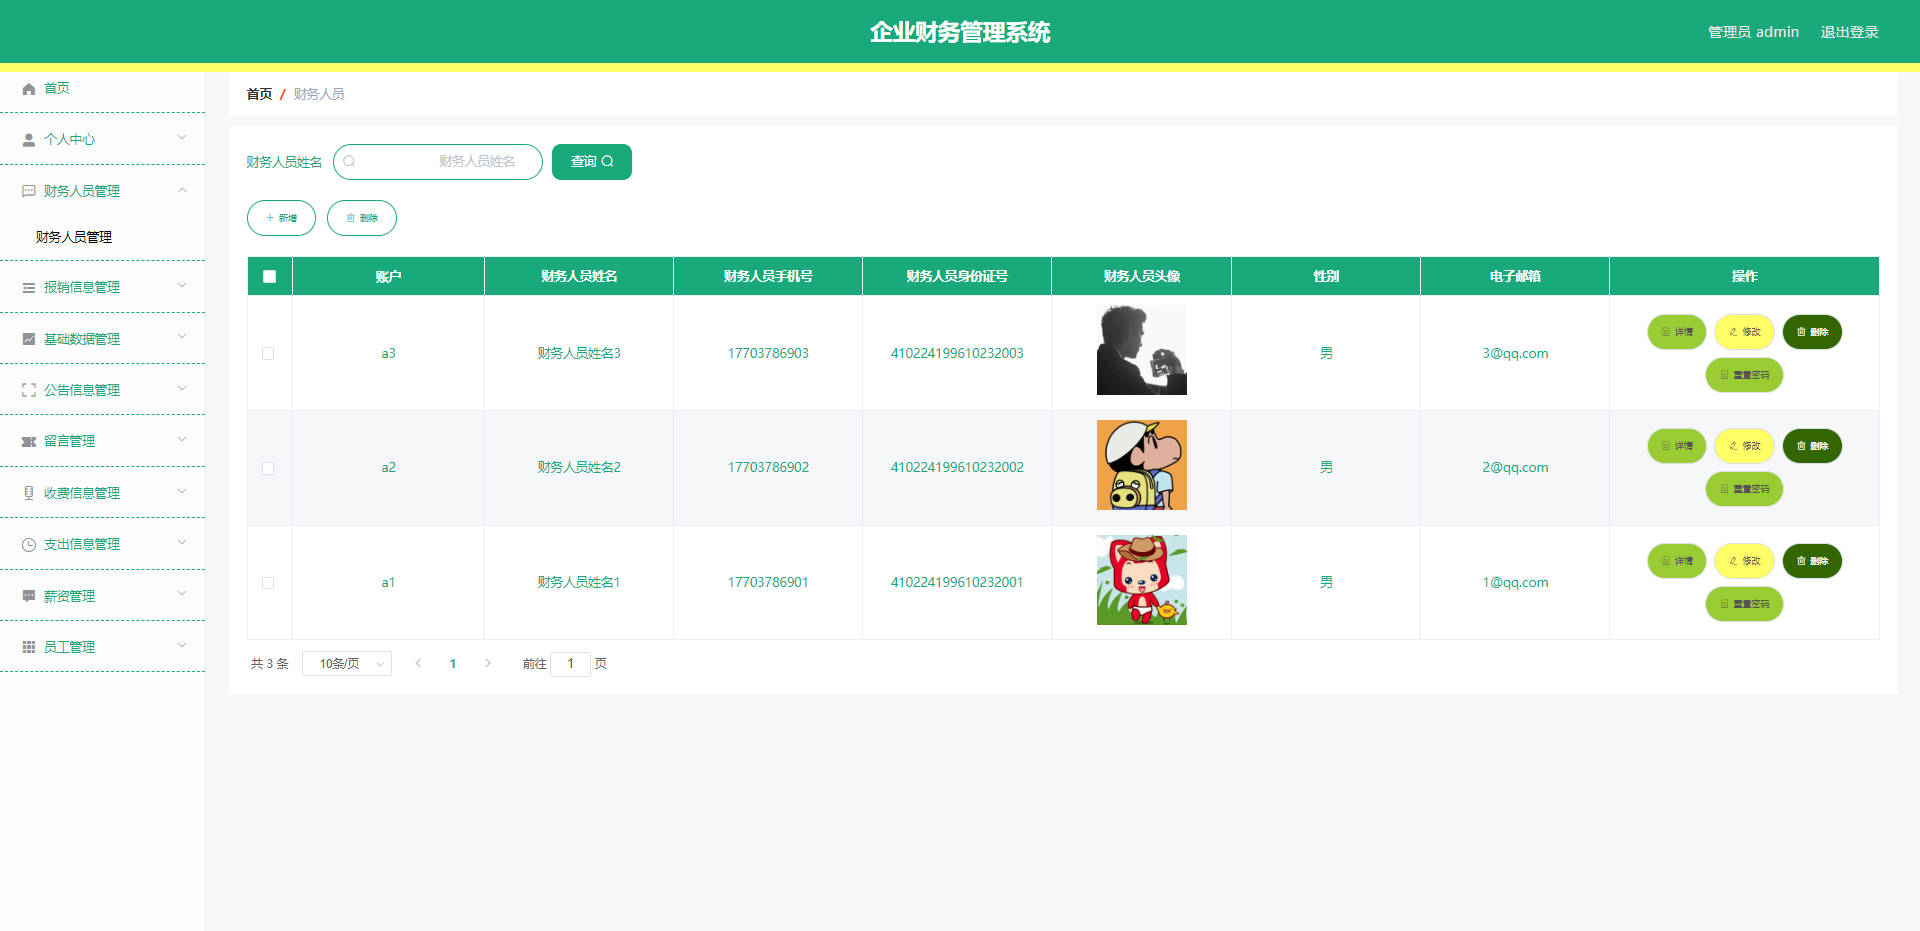 企业财务管理系统
管理员 admin
退出登录
首页
个人中心
财务人员管理
财务人员管理
报销信息管理
基础数据管理
公告信息管理
留言管理
收费信息管理
支出信息管理
薪资管理
员工管理
首页 / 财务人员
财务人员姓名 财务人员姓名 查询
新增 删除
账户 财务人员姓名 财务人员手机号 财务人员身份证号 财务人员头像 性别 电子邮箱 操作
a3 财务人员姓名3 17703786903 410224199610232003 男 3@qq.com 详情 修改 删除
重置密码
a2 财务人员姓名2 17703786902 410224199610232002 男 2@qq.com 详情 修改 删除
重置密码
a1 财务人员姓名1 17703786901 410224199610232001 男 1@qq.com 详情 修改 删除
重置密码
共 3 条 10条/页 1 前往 1 页